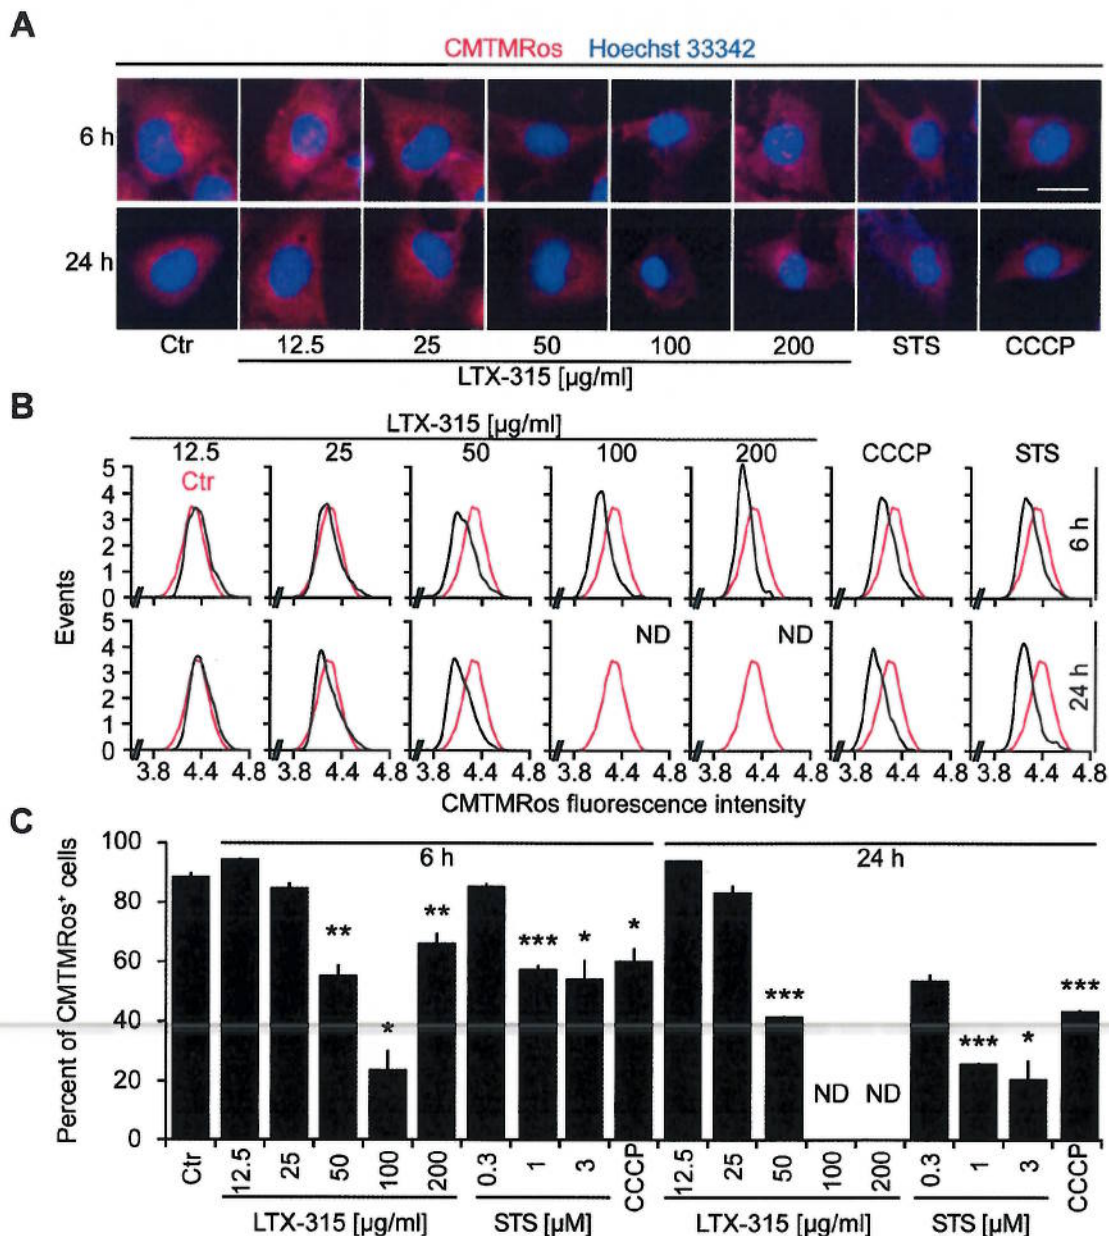 A
CMTMRos Hoechst 33342
6 h
24 h
Ctr 12.5 25 50 100 200 STS CCCP
LTX-315 [µg/ml]
B
LTX-315 [µg/ml]
12.5 25 50 100 200 CCCP STS
Ctr
5
4
3
2
1
0
6 h
Events
5
4
3
2
1
0
ND ND
24 h
3.8 4.4 4.8 3.8 4.4 4.8 3.8 4.4 4.8 3.8 4.4 4.8 3.8 4.4 4.8 3.8 4.4 4.8 3.8 4.4 4.8
CMTMRos fluorescence intensity
C
Percent of CMTMRos⁺ cells
100
80
60
40
20
0
6 h 24 h
** * ** *** * * *** *** * ***
ND ND
Ctr 12.5 25 50 100 200 0.3 1 3 CCCP 12.5 25 50 100 200 0.3 1 3 CCCP
LTX-315 [µg/ml] STS [µM] LTX-315 [µg/ml] STS [µM]